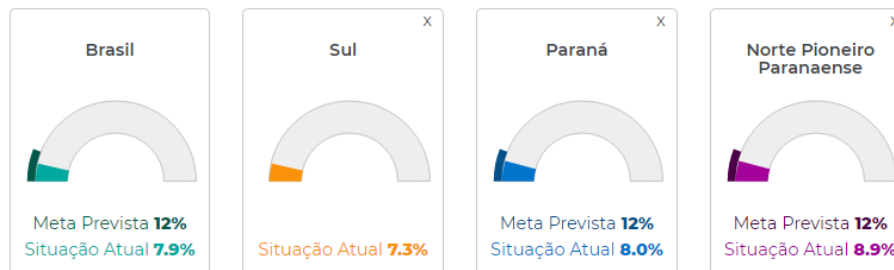 Brasil
Meta Prevista 12%
Situação Atual 7.9%
X
Sul
Situação Atual 7.3%
X
Paraná
Meta Prevista 12%
Situação Atual 8.0%
X
Norte Pioneiro
Paranaense
Meta Prevista 12%
Situação Atual 8.9%